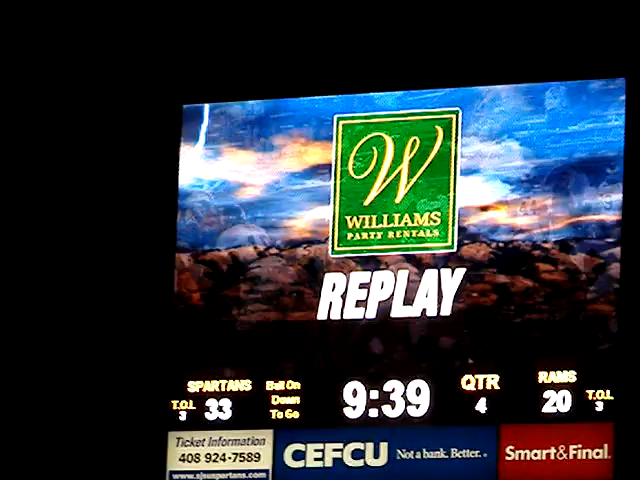 W
WILLIAMS
PARTY RENTALS
REPLAY
SPARTANS Ball On 9:39 QTR RAMS
T.O.L 33 Down 4 20 T.O.L
3 To Go 3
Ticket Information
408 924-7589
www.sjsuspartans.com
CEFCU Not a bank. Better.
Smart&Final.